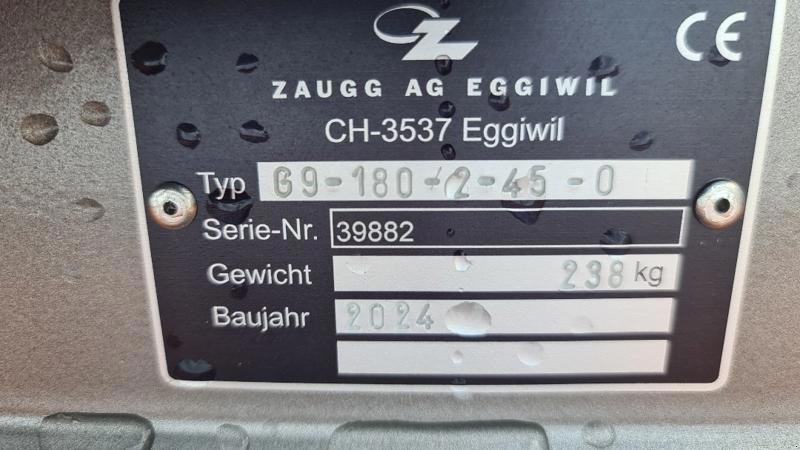 Z CE
ZAUGG AG EGGIWIL
CH-3537 Eggiwil
Typ G9-180-2-45-0
Serie-Nr. 39882
Gewicht 238 kg
Baujahr 2024